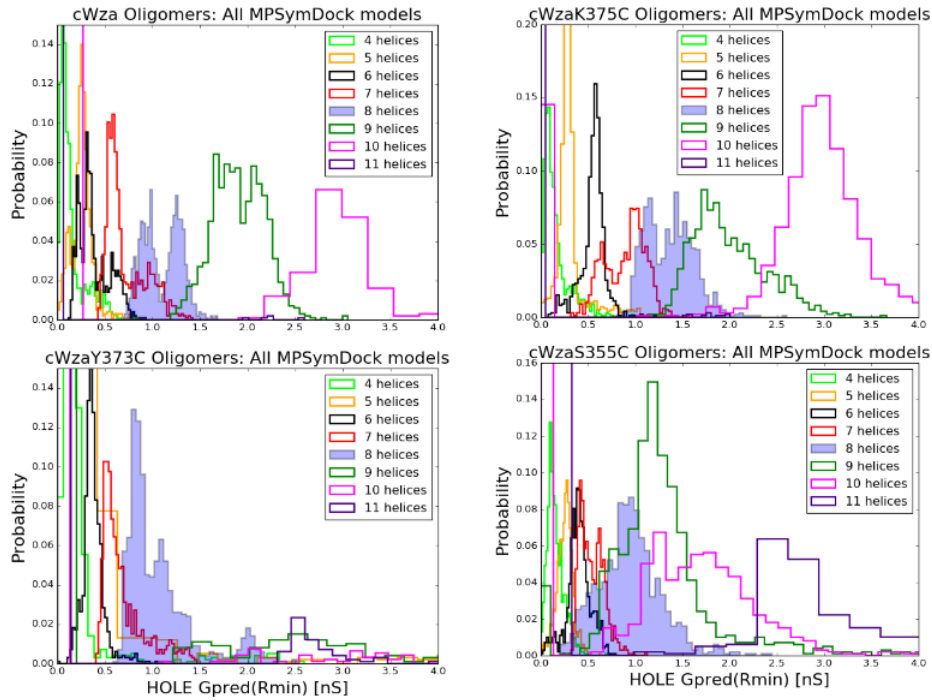 cWza Oligomers: All MPSymDock models
Probability
0.14
0.12
0.10
0.08
0.06
0.04
0.02
0.00
0.0 0.5 1.0 1.5 2.0 2.5 3.0 3.5 4.0
4 helices
5 helices
6 helices
7 helices
8 helices
9 helices
10 helices
11 helices
cWzaK375C Oligomers: All MPSymDock models
Probability
0.20
0.15
0.10
0.05
0.00
0.0 0.5 1.0 1.5 2.0 2.5 3.0 3.5 4.0
4 helices
5 helices
6 helices
7 helices
8 helices
9 helices
10 helices
11 helices
cWzaY373C Oligomers: All MPSymDock models
Probability
0.14
0.12
0.10
0.08
0.06
0.04
0.02
0.00
0.0 0.5 1.0 1.5 2.0 2.5 3.0 3.5 4.0
HOLE Gpred(Rmin) [nS]
4 helices
5 helices
6 helices
7 helices
8 helices
9 helices
10 helices
11 helices
cWzaS355C Oligomers: All MPSymDock models
Probability
0.16
0.14
0.12
0.10
0.08
0.06
0.04
0.02
0.00
0.0 0.5 1.0 1.5 2.0 2.5 3.0 3.5 4.0
HOLE Gpred(Rmin) [nS]
4 helices
5 helices
6 helices
7 helices
8 helices
9 helices
10 helices
11 helices